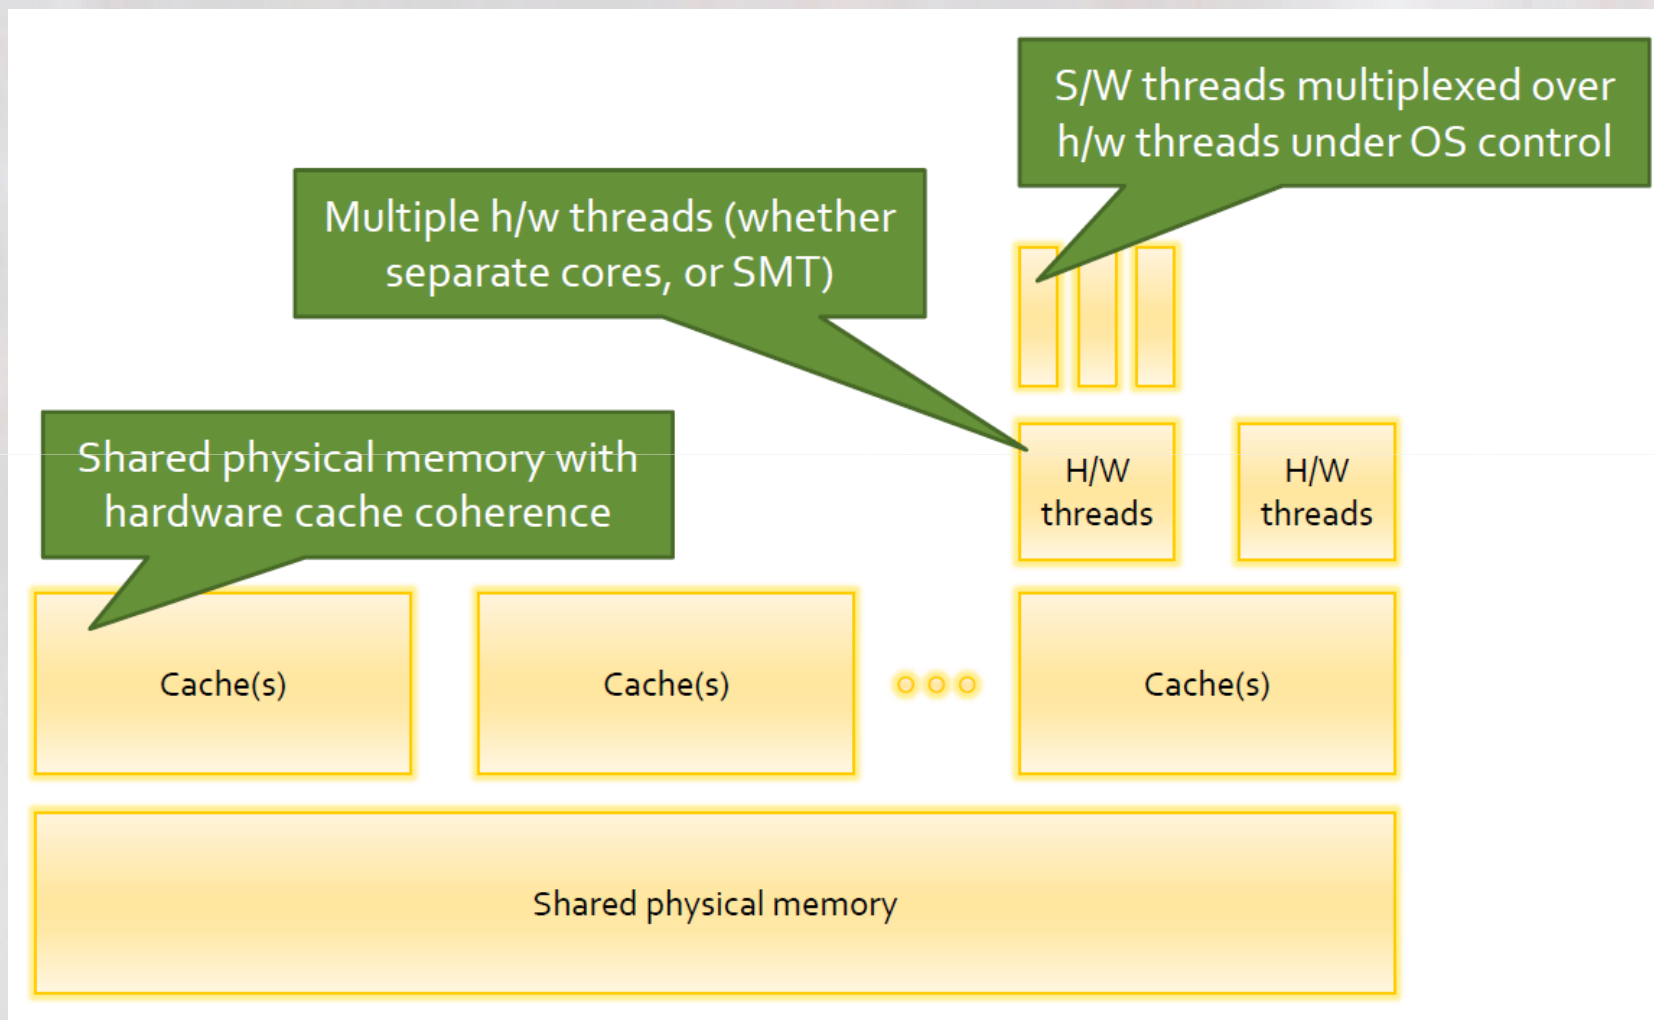 S/W threads multiplexed over
h/w threads under OS control
Multiple h/w threads (whether
separate cores, or SMT)
Shared physical memory with
hardware cache coherence
H/W
threads
H/W
threads
Cache(s)
Cache(s)
Cache(s)
Shared physical memory